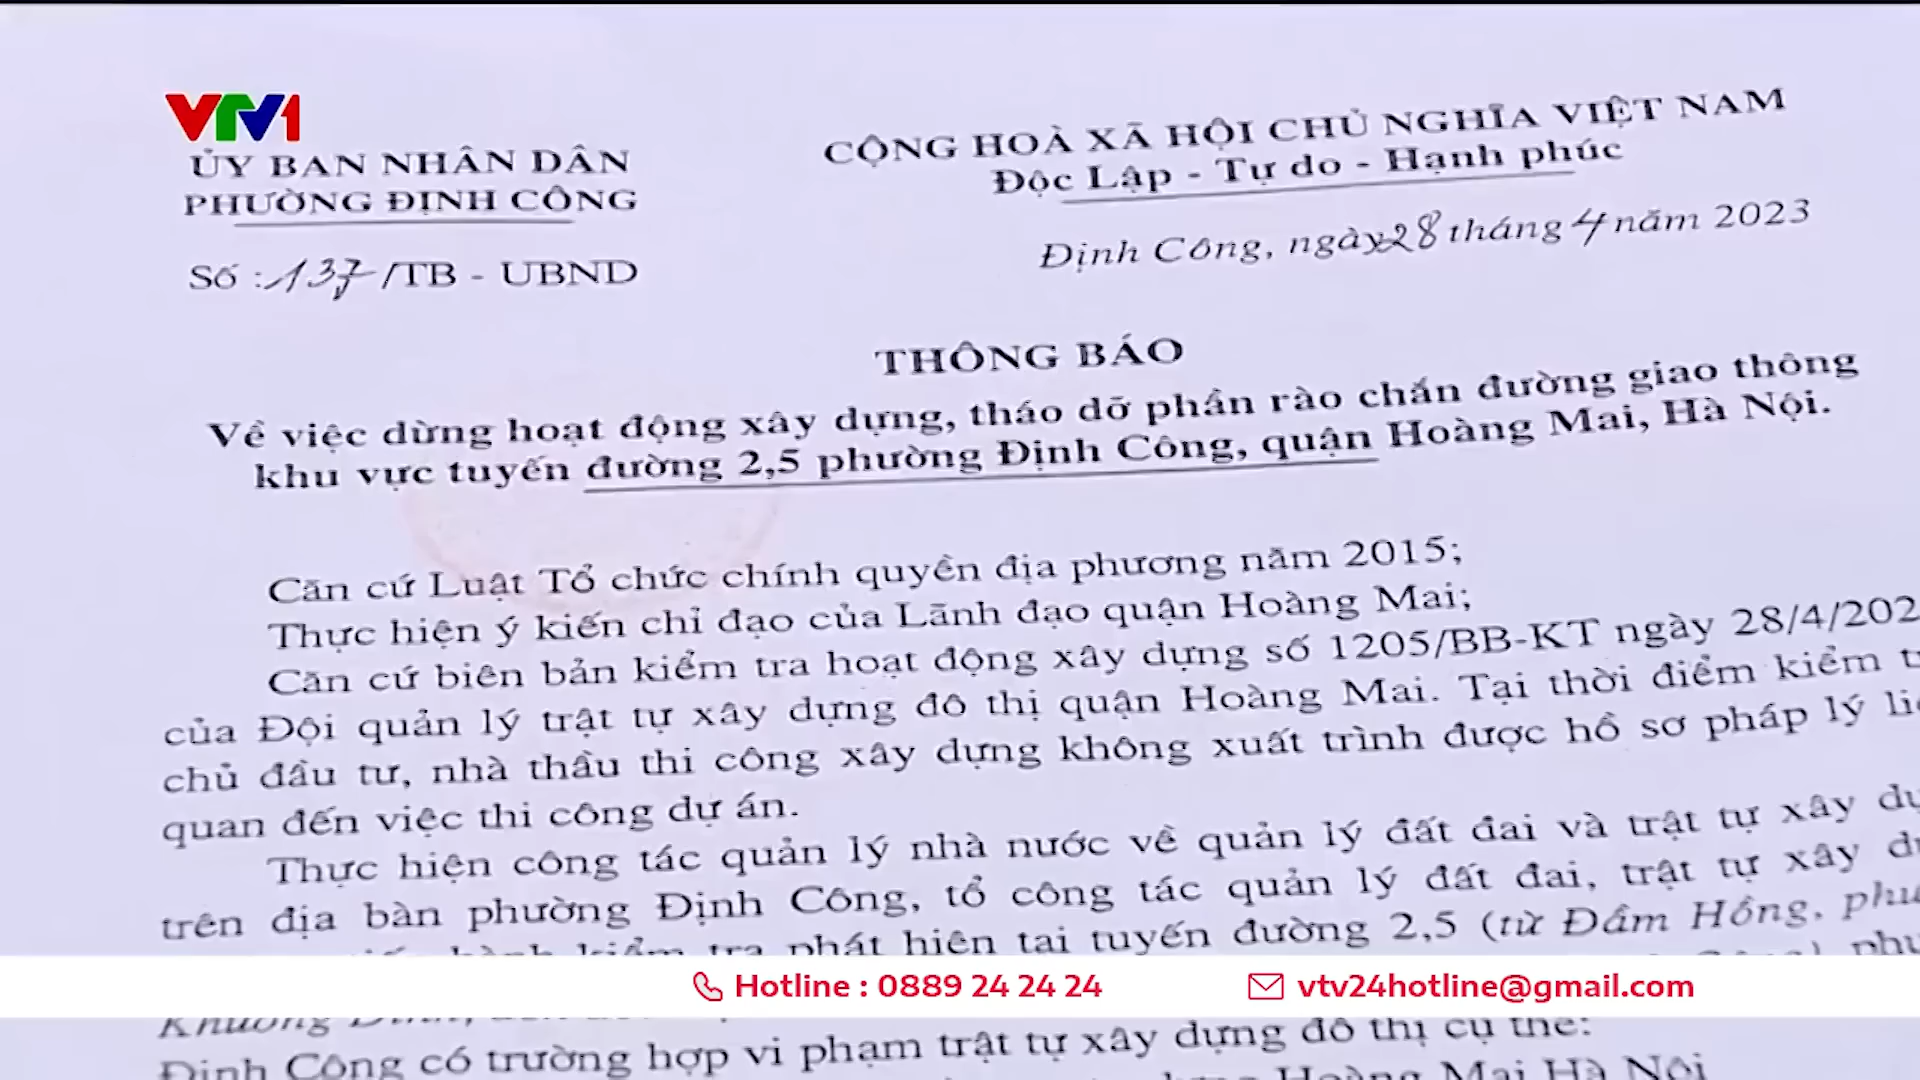 VTV1
ỦY BAN NHÂN DÂN
PHƯỜNG ĐỊNH CÔNG
Số :137/TB - UBND
CỘNG HOÀ XÃ HỘI CHỦ NGHĨA VIỆT NAM
Độc Lập - Tự do - Hạnh phúc
Định Công, ngày 28 tháng 4 năm 2023
THÔNG BÁO
Về việc dừng hoạt động xây dựng, tháo dỡ phần rào chắn đường giao thông
khu vực tuyến đường 2,5 phường Định Công, quận Hoàng Mai, Hà Nội.
Căn cứ Luật Tổ chức chính quyền địa phương năm 2015;
Thực hiện ý kiến chỉ đạo của Lãnh đạo quận Hoàng Mai;
Căn cứ biên bản kiểm tra hoạt động xây dựng số 1205/BB-KT ngày 28/4/202
của Đội quản lý trật tự xây dựng đô thị quận Hoàng Mai. Tại thời điểm kiểm
chủ đầu tư, nhà thầu thi công xây dựng không xuất trình được hồ sơ pháp lý
quan đến việc thi công dự án.
Thực hiện công tác quản lý nhà nước về quản lý đất đai và trật tự xây
trên địa bàn phường Định Công, tổ công tác quản lý đất đai, trật tự xây
kiểm tra phát hiện tại tuyến đường 2,5 (từ Đầm Hồng,
Hotline : 0889 24 24 24
vtv24hotline@gmail.com
Định Công có trường hợp vi phạm trật tự xây dựng đô thị cụ thể:
Hoàng Mai Hà Nội